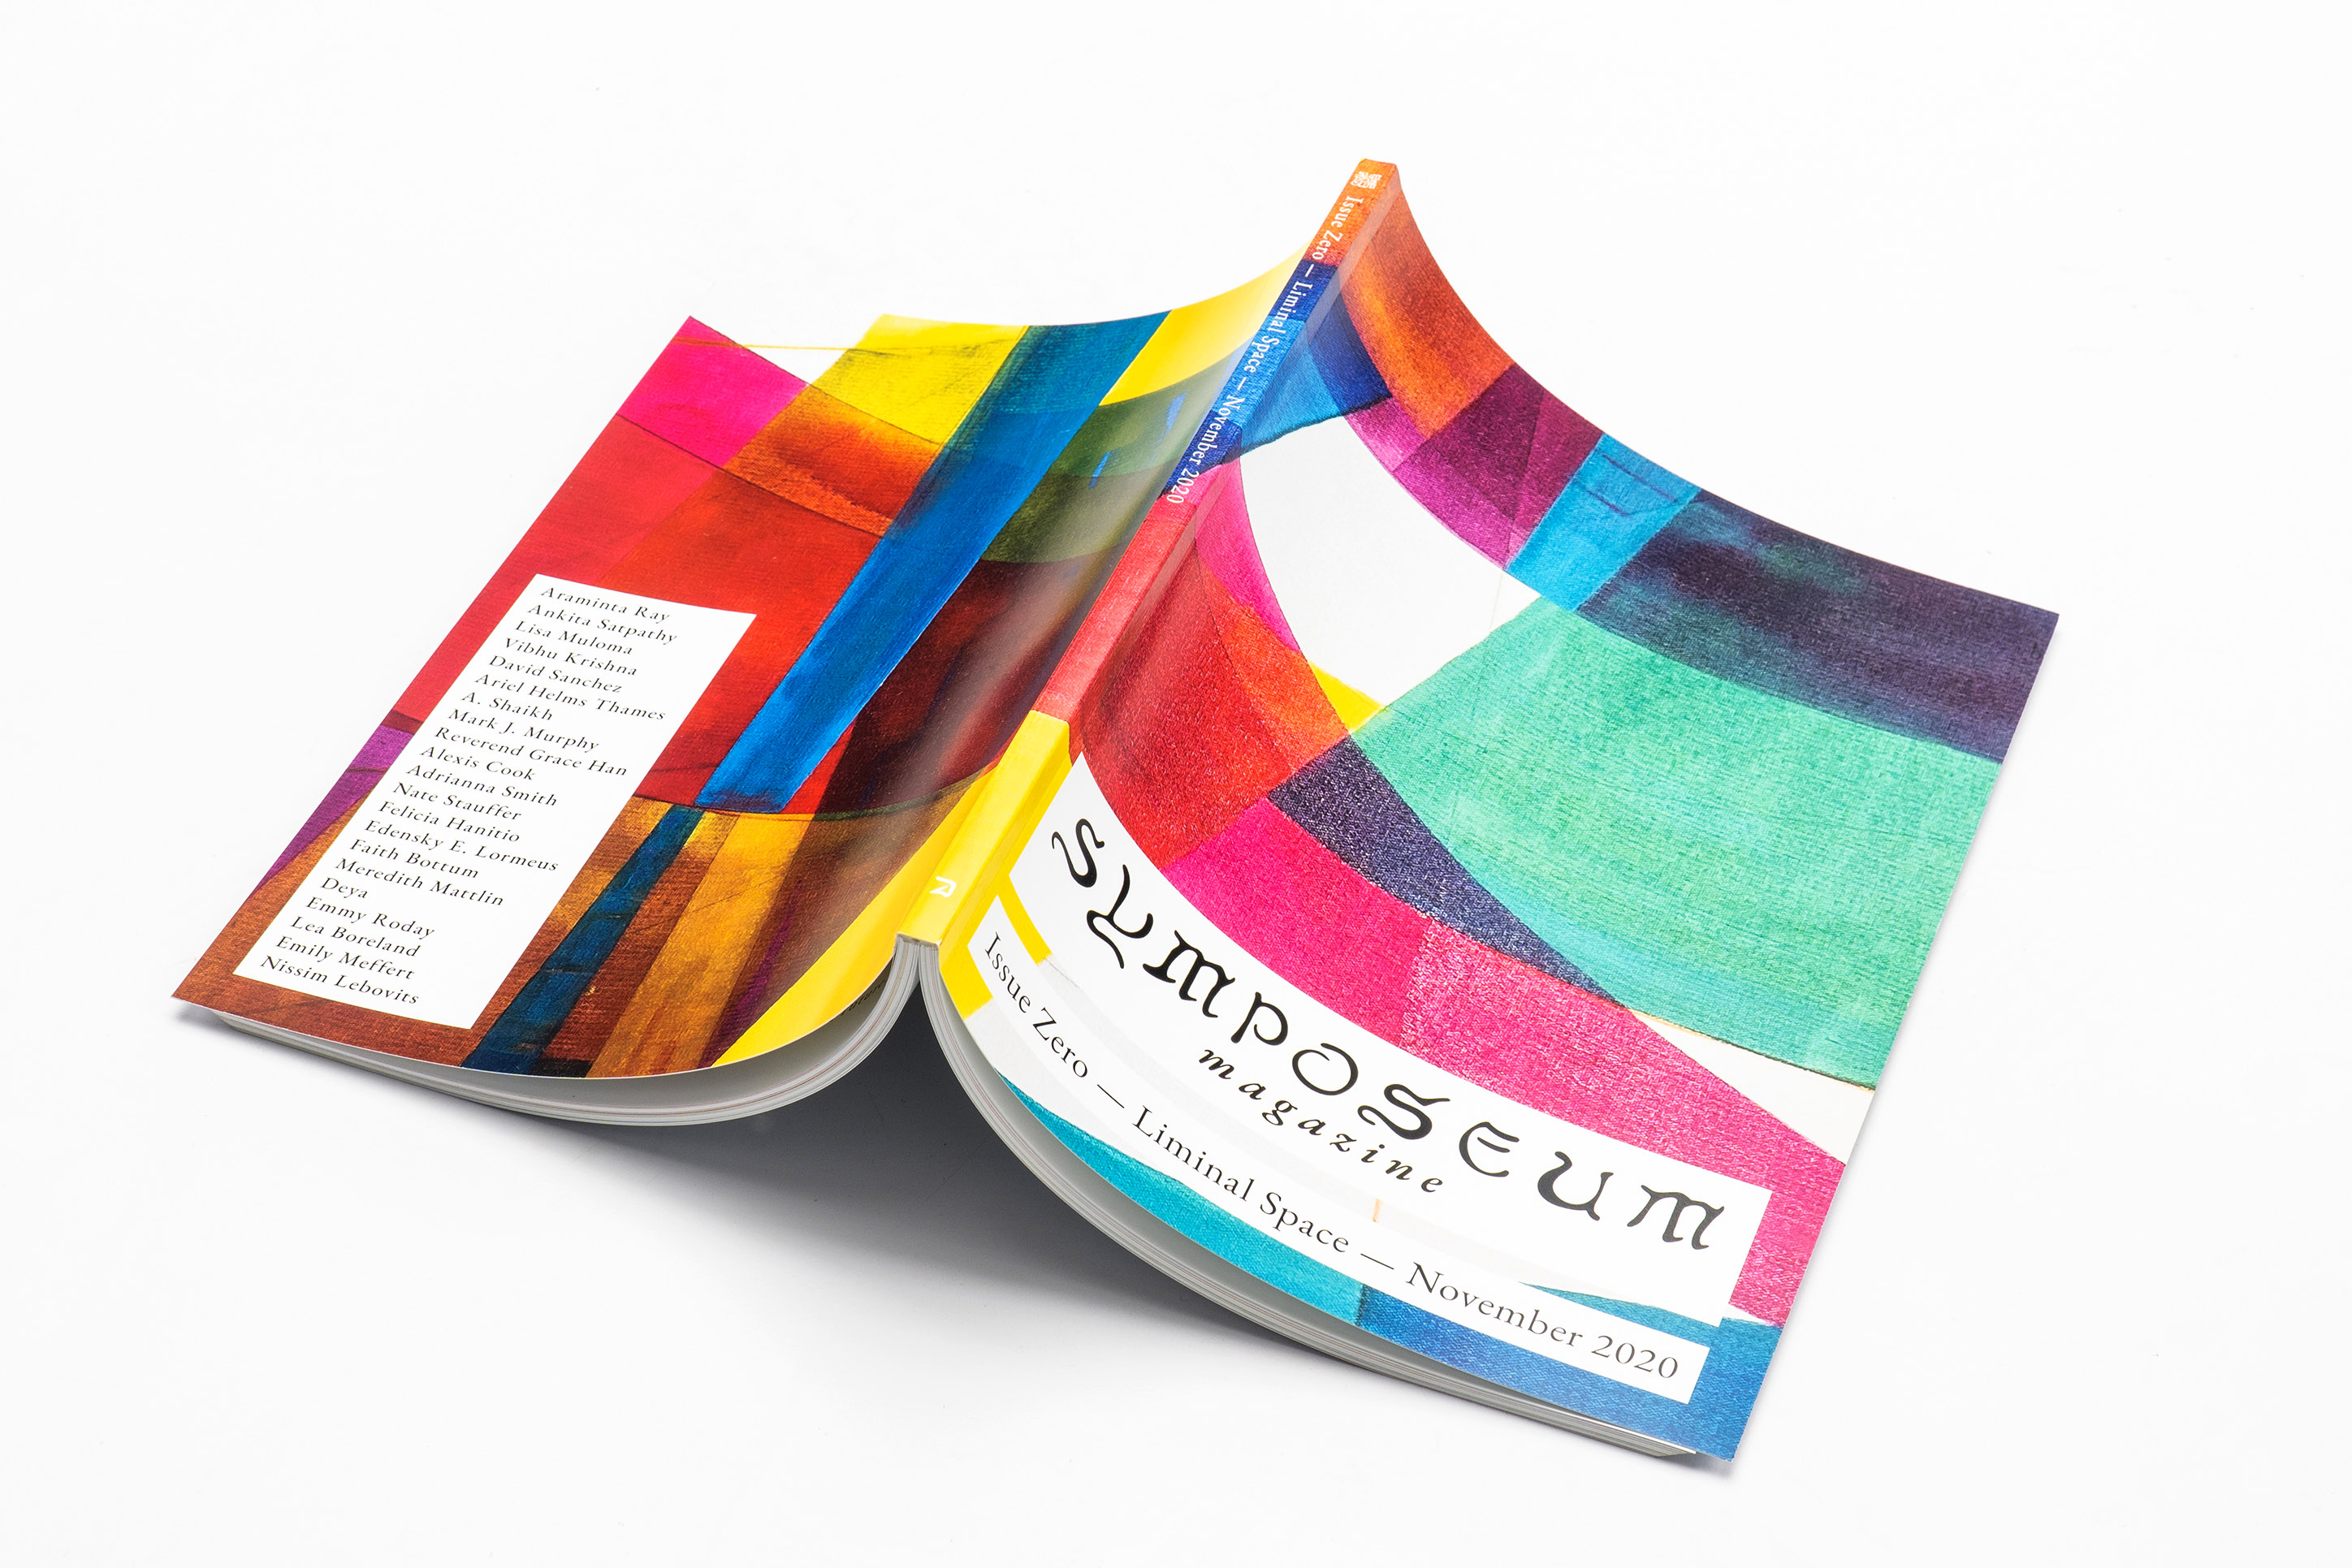 Araminta Ray
Ankita Satpathy
Lisa Muloma
Vibhu Krishna
David Sanchez
Ariel Helms Thames
A. Shaikh
Mark J. Murphy
Reverend Grace Han
Alexis Cook
Adrianna Smith
Nate Stauffer
Felicia Hanitio
Edensky E. Lormeus
Faith Bottum
Meredith Mattlin
Deya
Emmy Roday
Lea Boreland
Emily Meffert
Nissim Lebovits
Issue Zero — Liminal Space — November 2020
SYMPOSEUM
magazine
Issue Zero — Liminal Space — November 2020